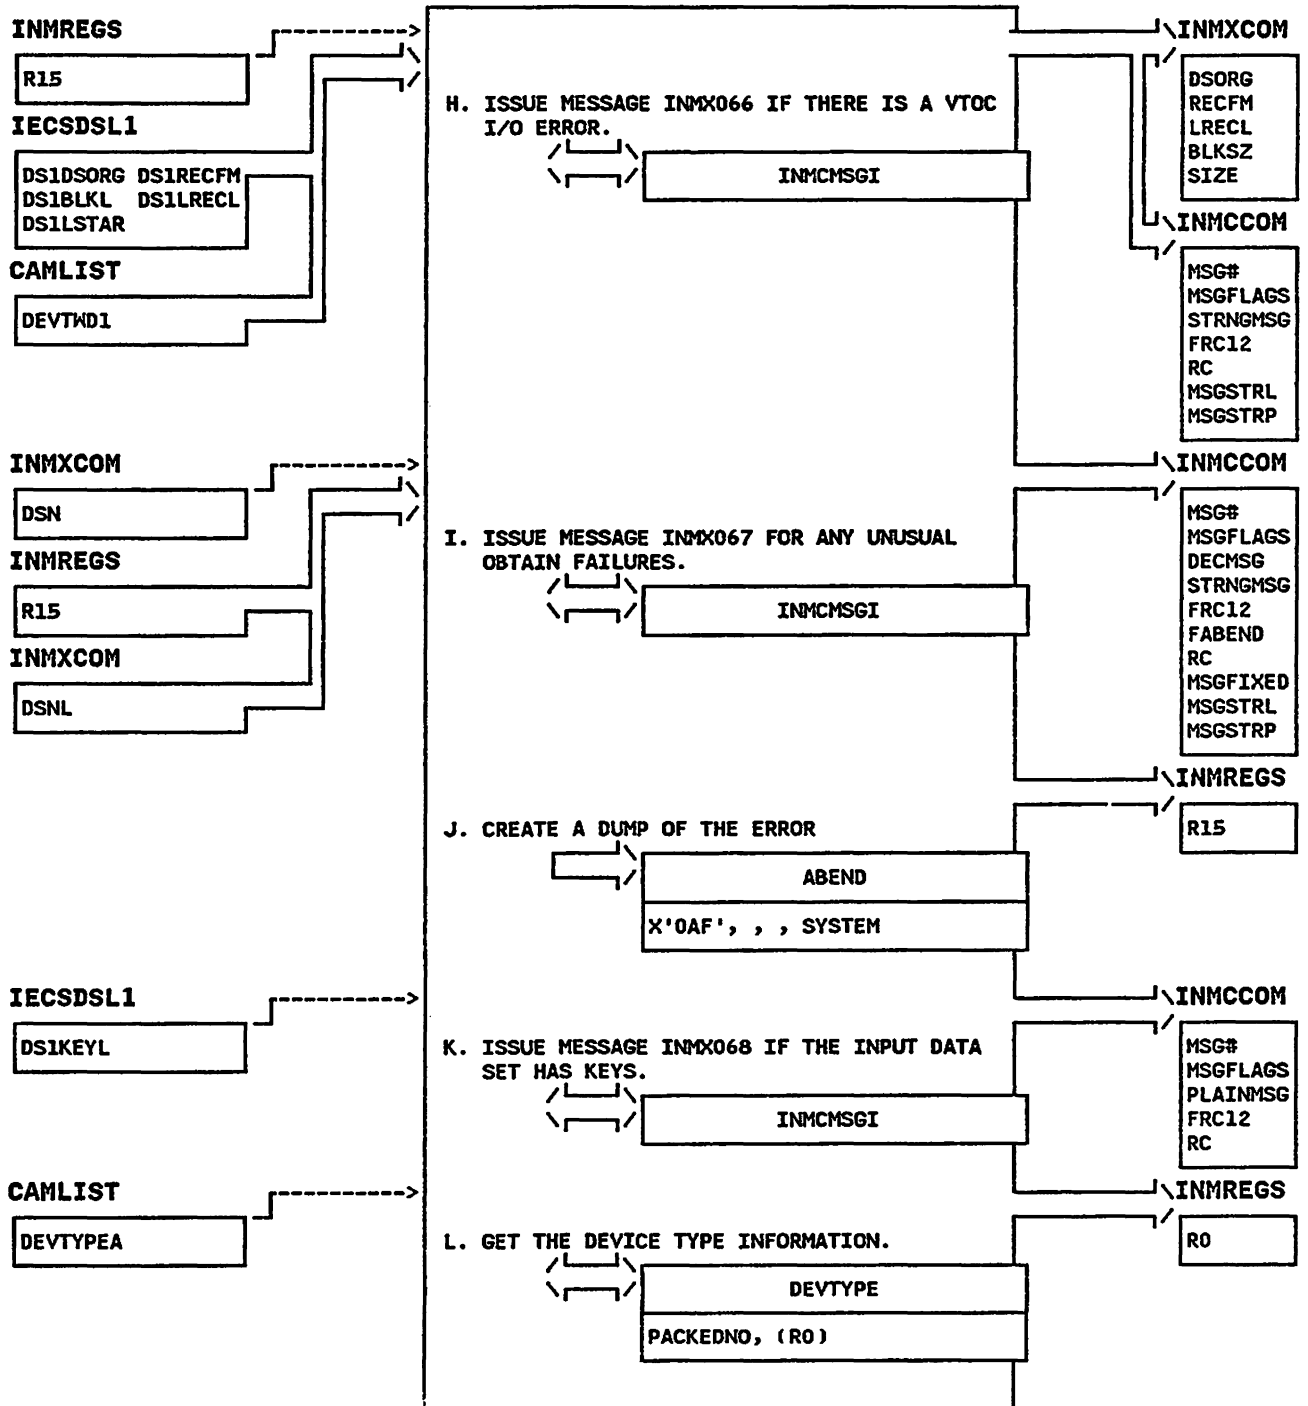 INMREGS
R15
IECSDSL1
DS1DSORG DS1RECFM
DS1BLKL DS1LRECL
DS1LSTAR
CAMLIST
DEVTWD1
INMXCOM
DSN
INMREGS
R15
INMXCOM
DSNL
IECSDSL1
DS1KEYL
CAMLIST
DEVTYPEA
H. ISSUE MESSAGE INMX066 IF THERE IS A VTOC
I/O ERROR.
INMCMSGI
I. ISSUE MESSAGE INMX067 FOR ANY UNUSUAL
OBTAIN FAILURES.
INMCMSGI
J. CREATE A DUMP OF THE ERROR
ABEND
X'0AF', , , SYSTEM
K. ISSUE MESSAGE INMX068 IF THE INPUT DATA
SET HAS KEYS.
INMCMSGI
L. GET THE DEVICE TYPE INFORMATION.
DEVTYPE
PACKEDNO, (R0)
INMXCOM
DSORG
RECFM
LRECL
BLKSZ
SIZE
INMCCOM
MSG#
MSGFLAGS
STRNGMSG
FRC12
RC
MSGSTRL
MSGSTRP
INMCCOM
MSG#
MSGFLAGS
DECMSG
STRNGMSG
FRC12
FABEND
RC
MSGFIXED
MSGSTRL
MSGSTRP
INMREGS
R15
INMCCOM
MSG#
MSGFLAGS
PLAINMSG
FRC12
RC
INMREGS
R0